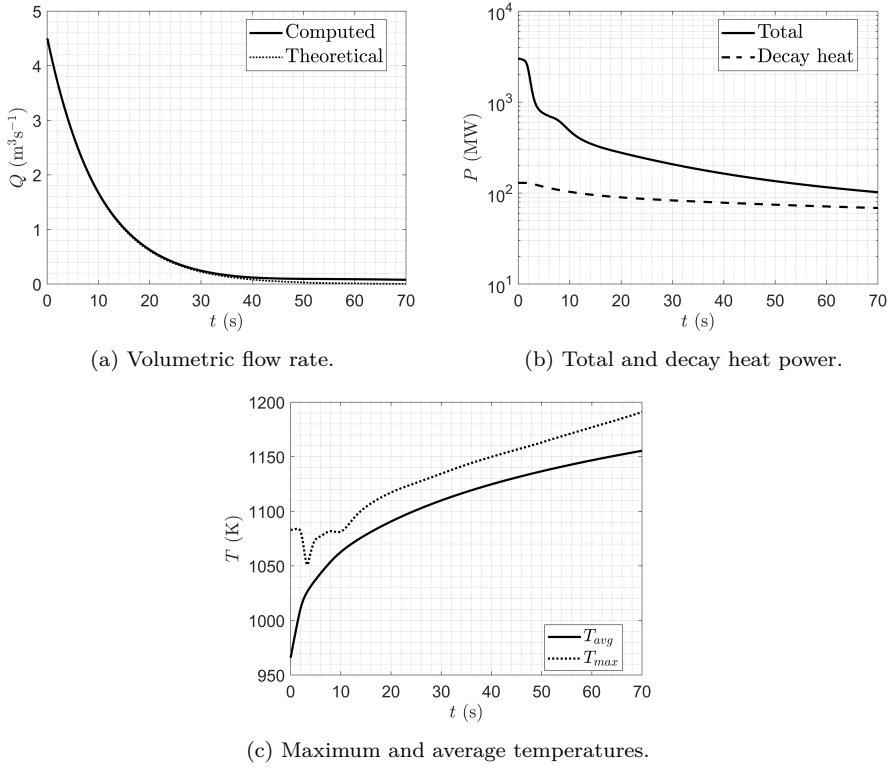 5
4
3
2
1
0
0 10 20 30 40 50 60 70
Q (m³s⁻¹)
t (s)
Computed
Theoretical
(a) Volumetric flow rate.
10⁴
10³
10²
10¹
0 10 20 30 40 50 60 70
P (MW)
t (s)
Total
Decay heat
(b) Total and decay heat power.
1200
1150
1100
1050
1000
950
0 10 20 30 40 50 60 70
T (K)
t (s)
T_avg
T_max
(c) Maximum and average temperatures.